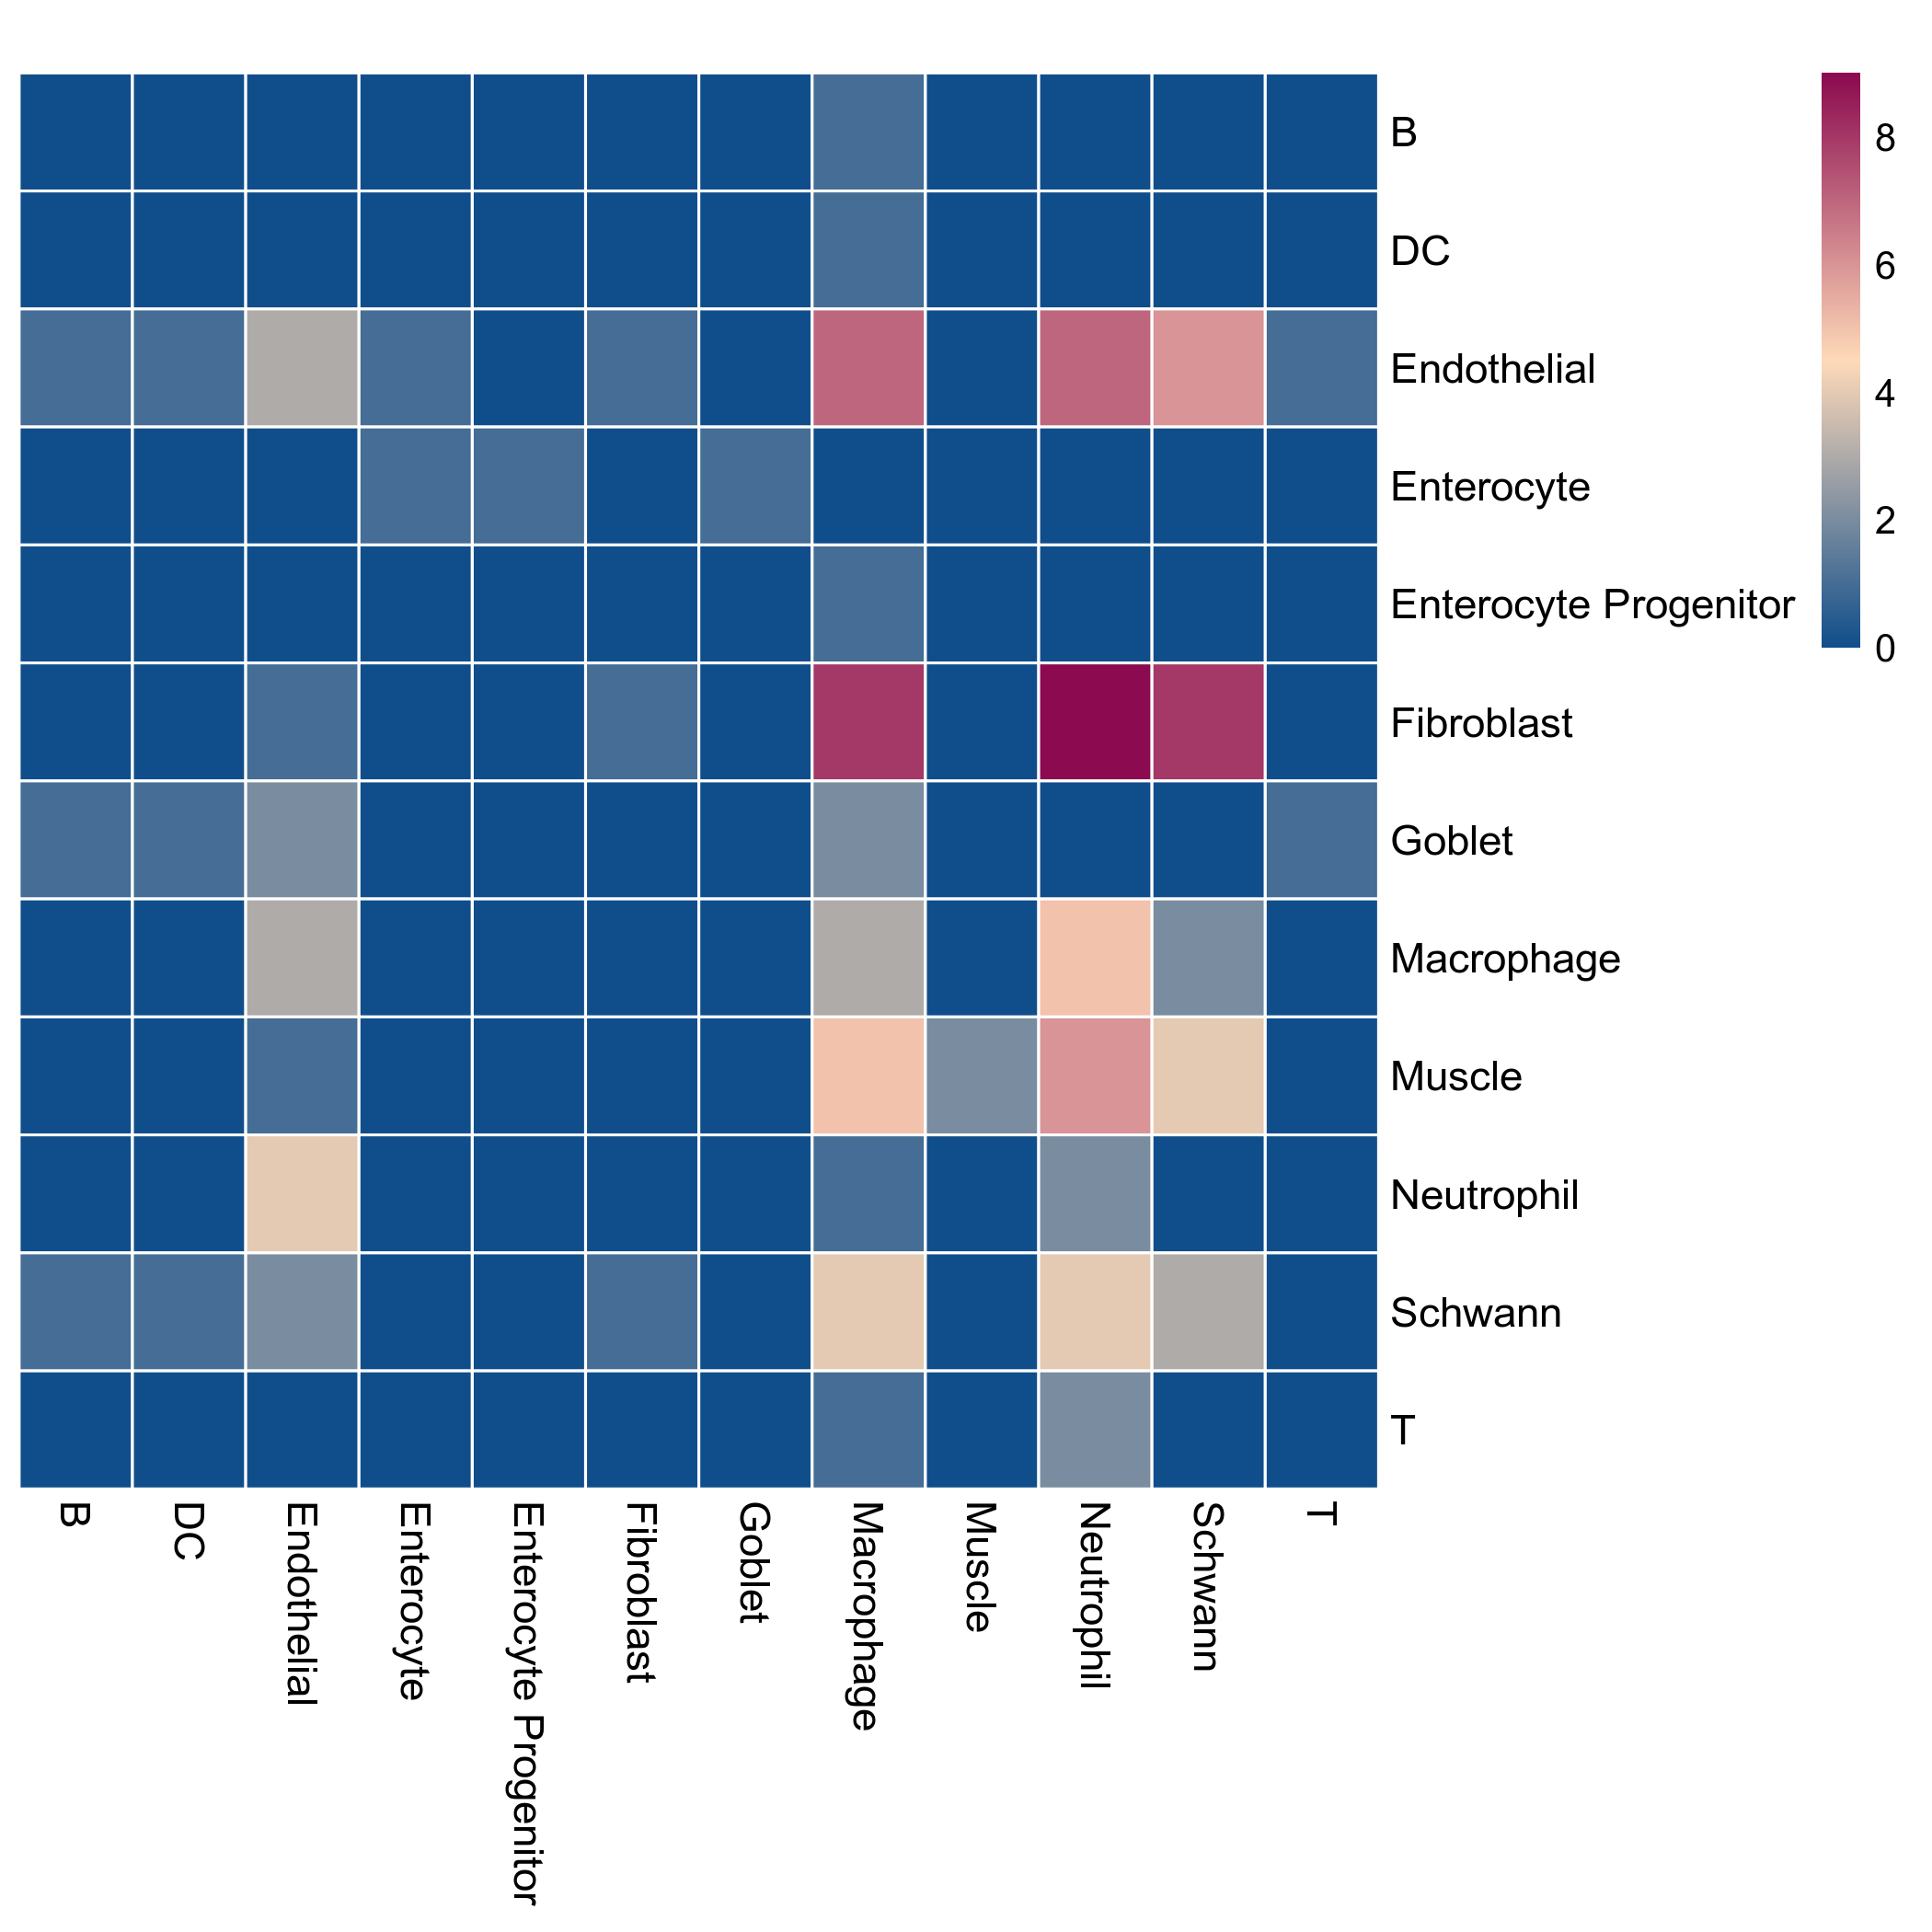 B
DC
Endothelial
Enterocyte
Enterocyte Progenitor
Fibroblast
Goblet
Macrophage
Muscle
Neutrophil
Schwann
T
8
6
4
2
0
B
DC
Endothelial
Enterocyte
Enterocyte Progenitor
Fibroblast
Goblet
Macrophage
Muscle
Neutrophil
Schwann
T